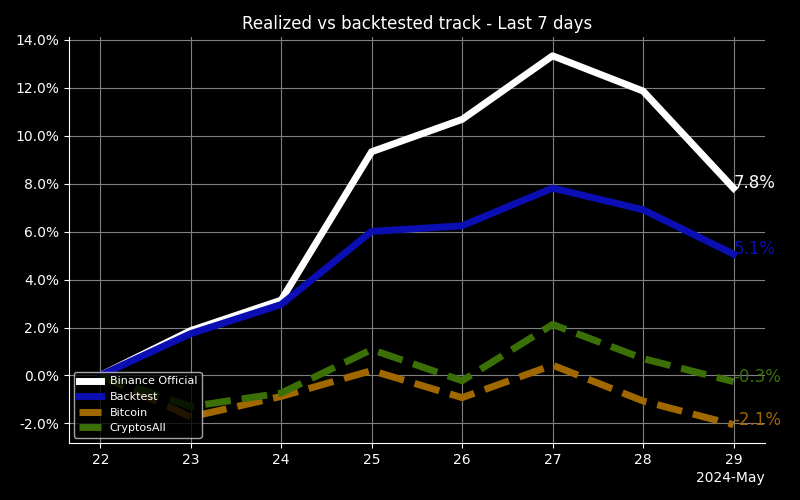 Realized vs backtested track - Last 7 days
14.0%
12.0%
10.0%
8.0%
6.0%
4.0%
2.0%
0.0%
-2.0%
7.8%
5.1%
-0.3%
-2.1%
Binance Official
Backtest
Bitcoin
CryptosAll
22 23 24 25 26 27 28 29
2024-May